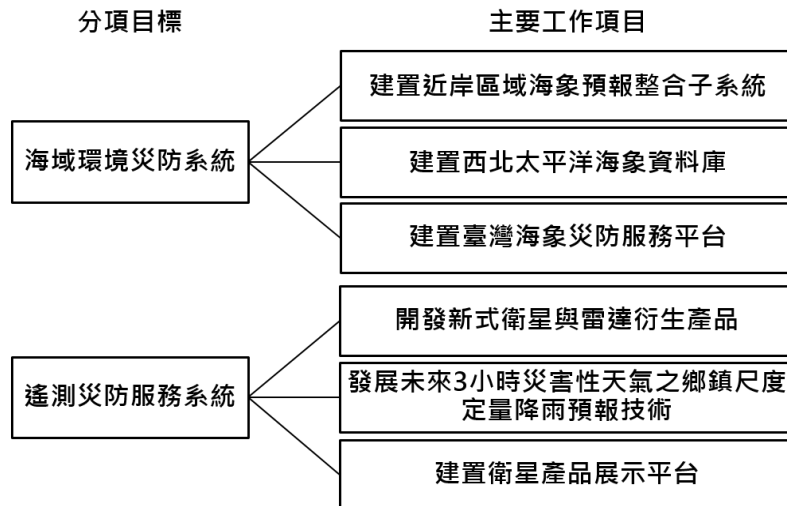 分項目標
主要工作項目
海域環境災防系統
建置近岸區域海象預報整合子系統
建置西北太平洋海象資料庫
建置臺灣海象災防服務平台
遙測災防服務系統
開發新式衛星與雷達衍生產品
發展未來3小時災害性天氣之鄉鎮尺度
定量降雨預報技術
建置衛星產品展示平台